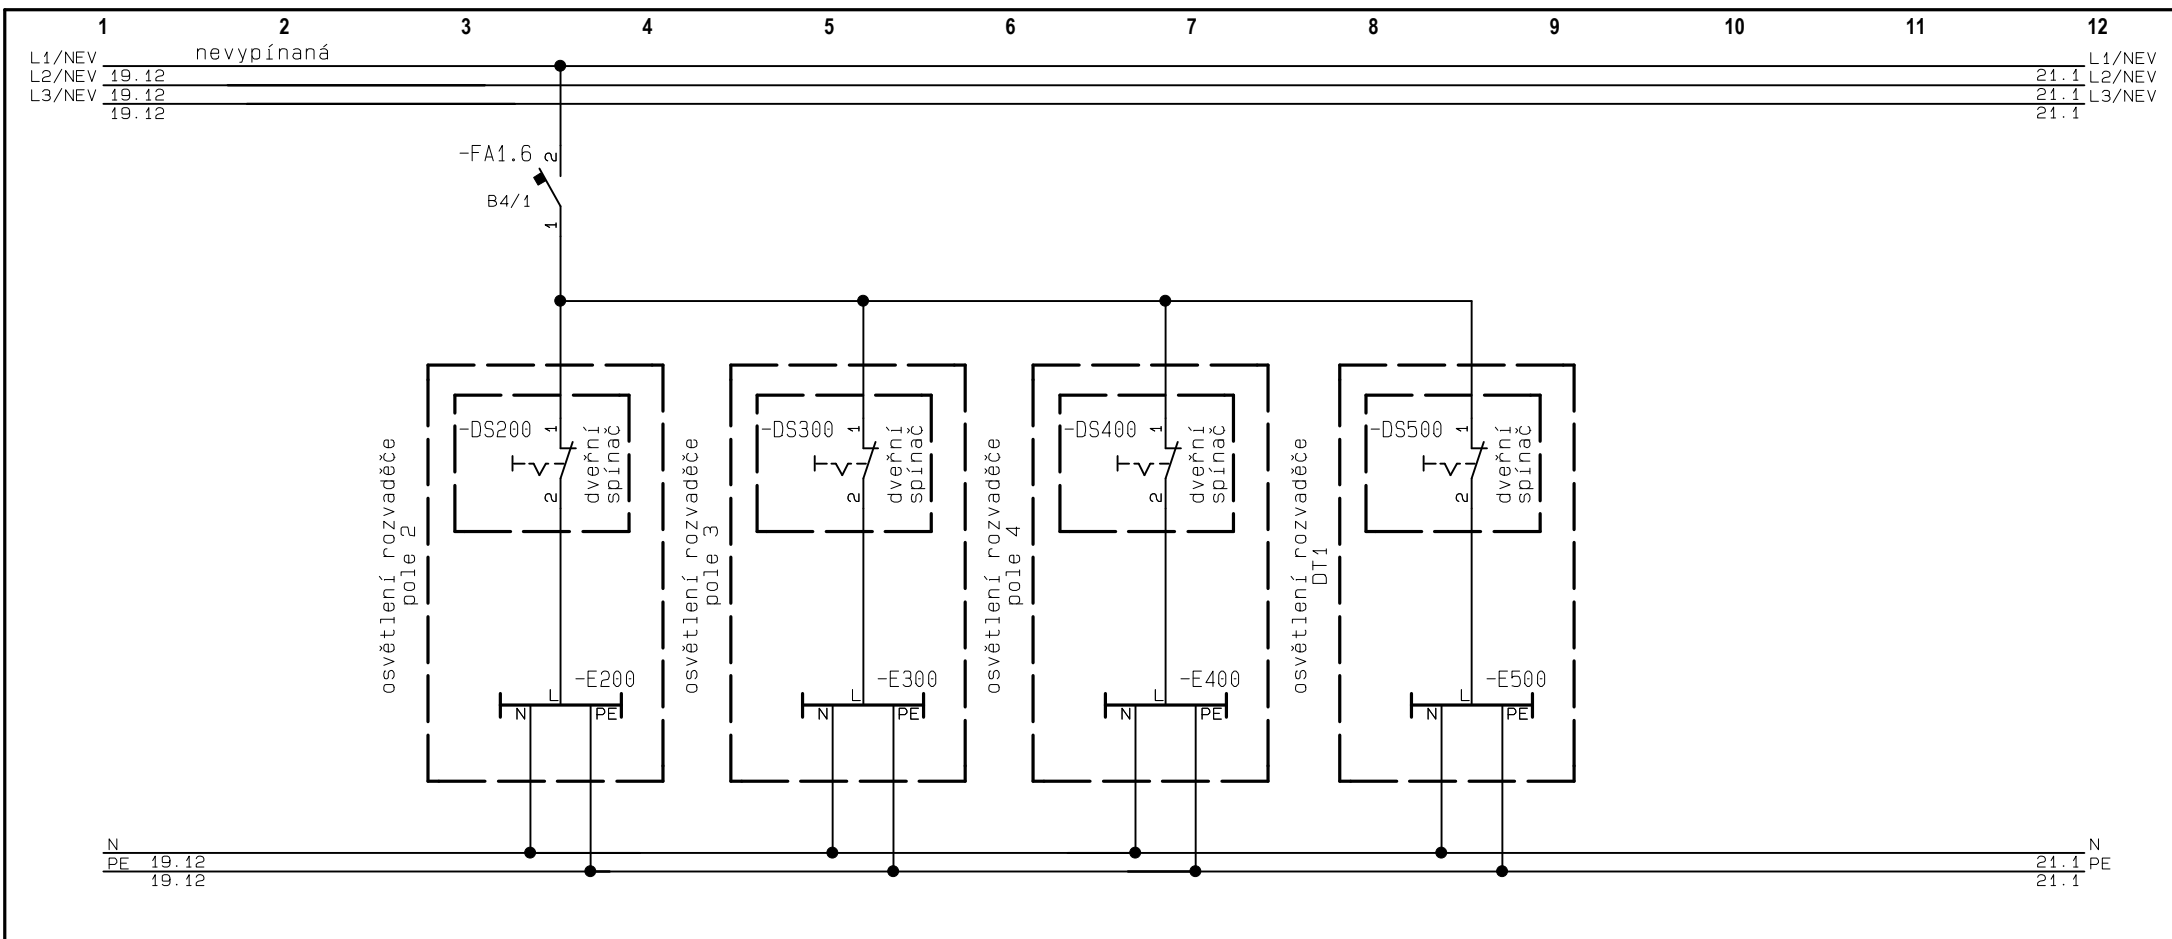 1 2 3 4 5 6 7 8 9 10 11 12
nevypínaná
L1/NEV L1/NEV
L2/NEV 19.12 21.1 L2/NEV
L3/NEV 19.12 21.1 L3/NEV
19.12 21.1
-FA1.6 2
B4/1
1
osvětlení rozvaděče
pole 2
-DS200 1
2
dveřní
spínač
-E200
L
N PE
osvětlení rozvaděče
pole 3
-DS300 1
2
dveřní
spínač
-E300
L
N PE
osvětlení rozvaděče
pole 4
-DS400 1
2
dveřní
spínač
-E400
L
N PE
osvětlení rozvaděče
DT1
-DS500 1
2
dveřní
spínač
-E500
L
N PE
N N
PE 19.12 21.1 PE
19.12 21.1